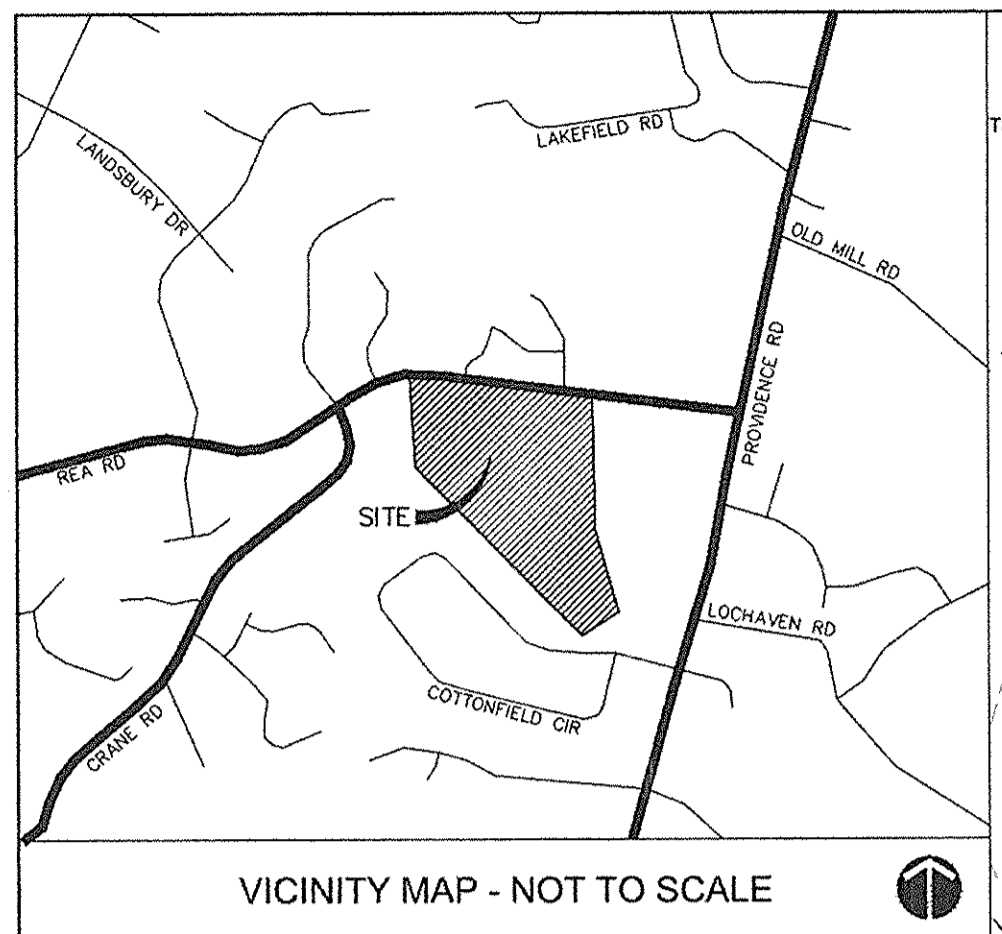 LAKEFIELD RD
LANDSBURY DR
OLD MILL RD
PROVIDENCE RD
REA RD
SITE
LOCHAVEN RD
COTTONFIELD CIR
CRANE RD
VICINITY MAP - NOT TO SCALE